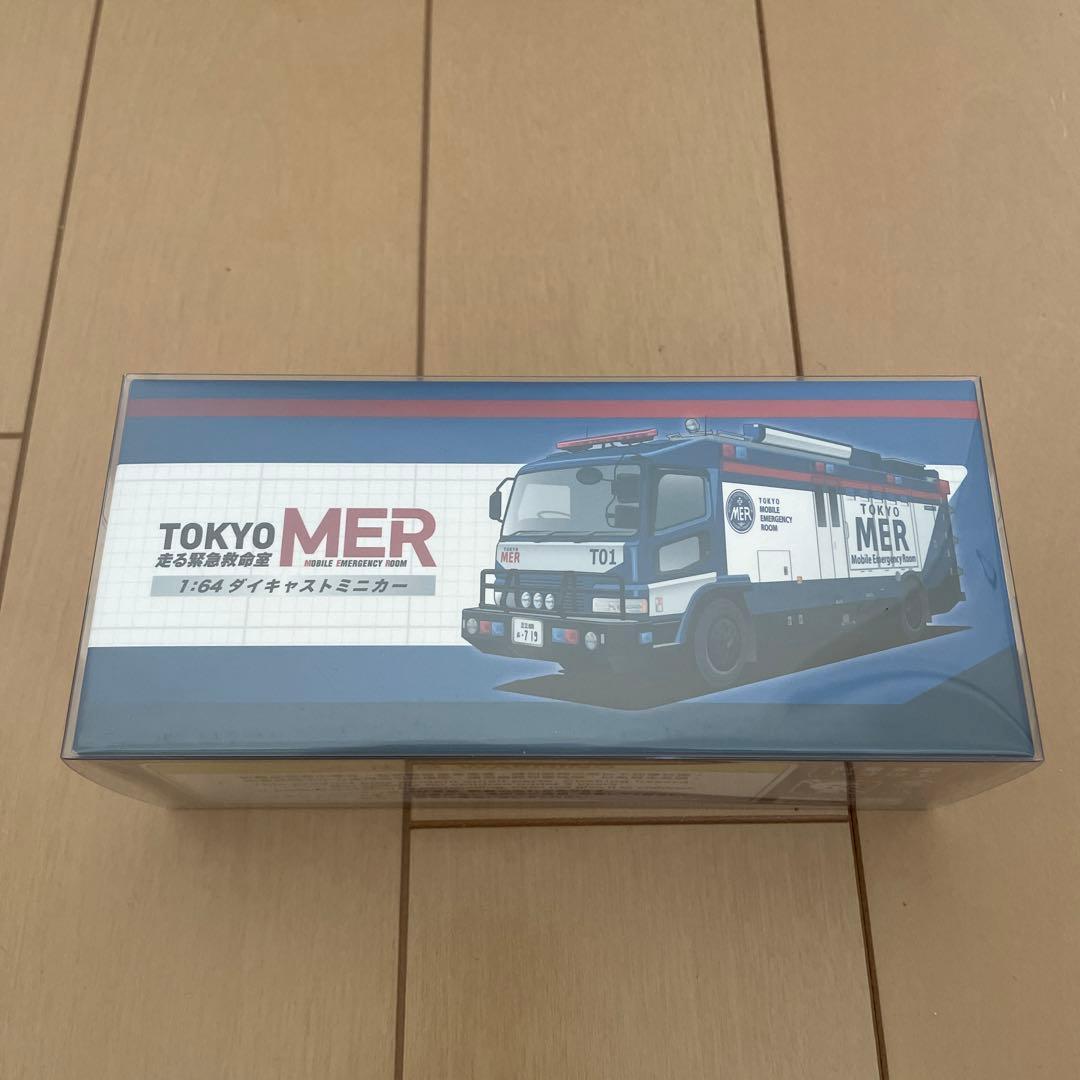 TOKYO MER
走る緊急救命室 MOBILE EMERGENCY ROOM
1:64 ダイキャストミニカー
TOKYO
MER
T01
719
MER
TOKYO
MOBILE
EMERGENCY
ROOM
TOKYO
MER
Mobile Emergency Room